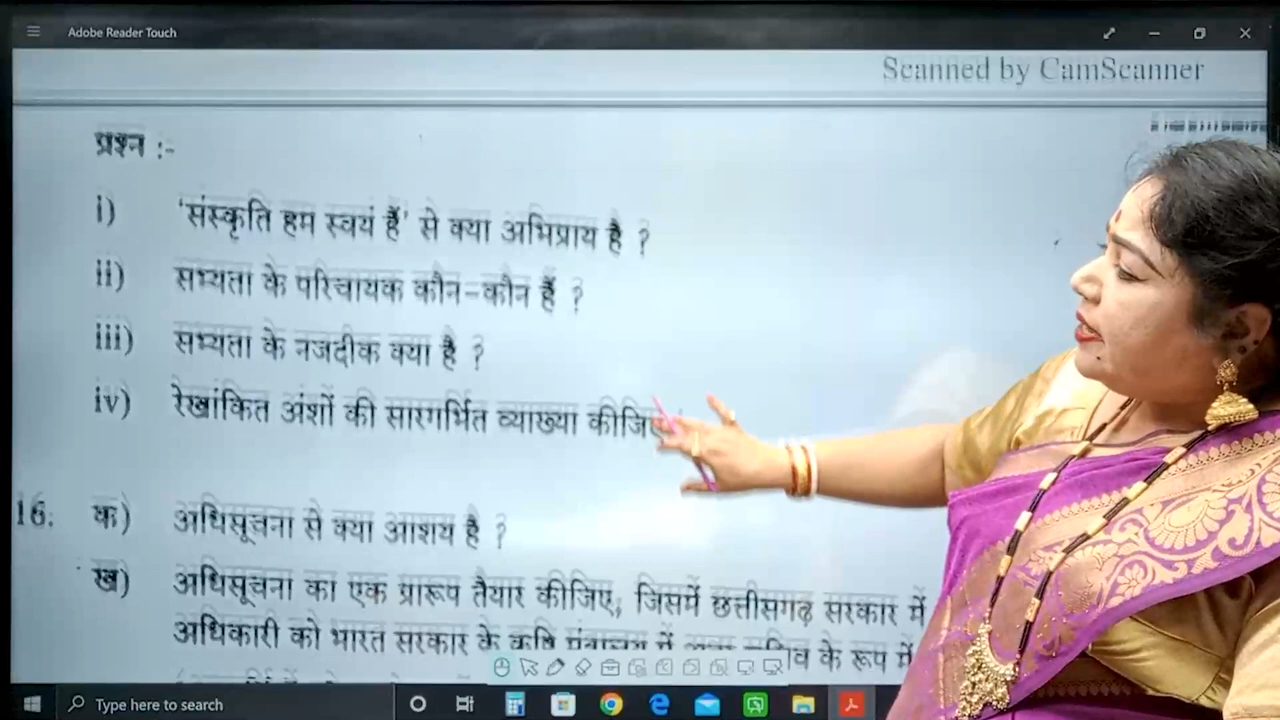 Adobe Reader Touch
Scanned by CamScanner
प्रश्न :-
i) 'संस्कृति हम स्वयं हैं' से क्या अभिप्राय है ?
ii) सभ्यता के परिचायक कौन-कौन हैं ?
iii) सभ्यता के नजदीक क्या है ?
iv) रेखांकित अंशों की सारगर्भित व्याख्या
16. क) अधिसूचना से क्या आशय है ?
ख) अधिसूचना का एक प्रारूप तैयार कीजिए, जिसमें छत्तीसगढ़ सरकार में
अधिकारी को भारत सरकार के कृषि मंत्रालय में के रूप में
Type here to search